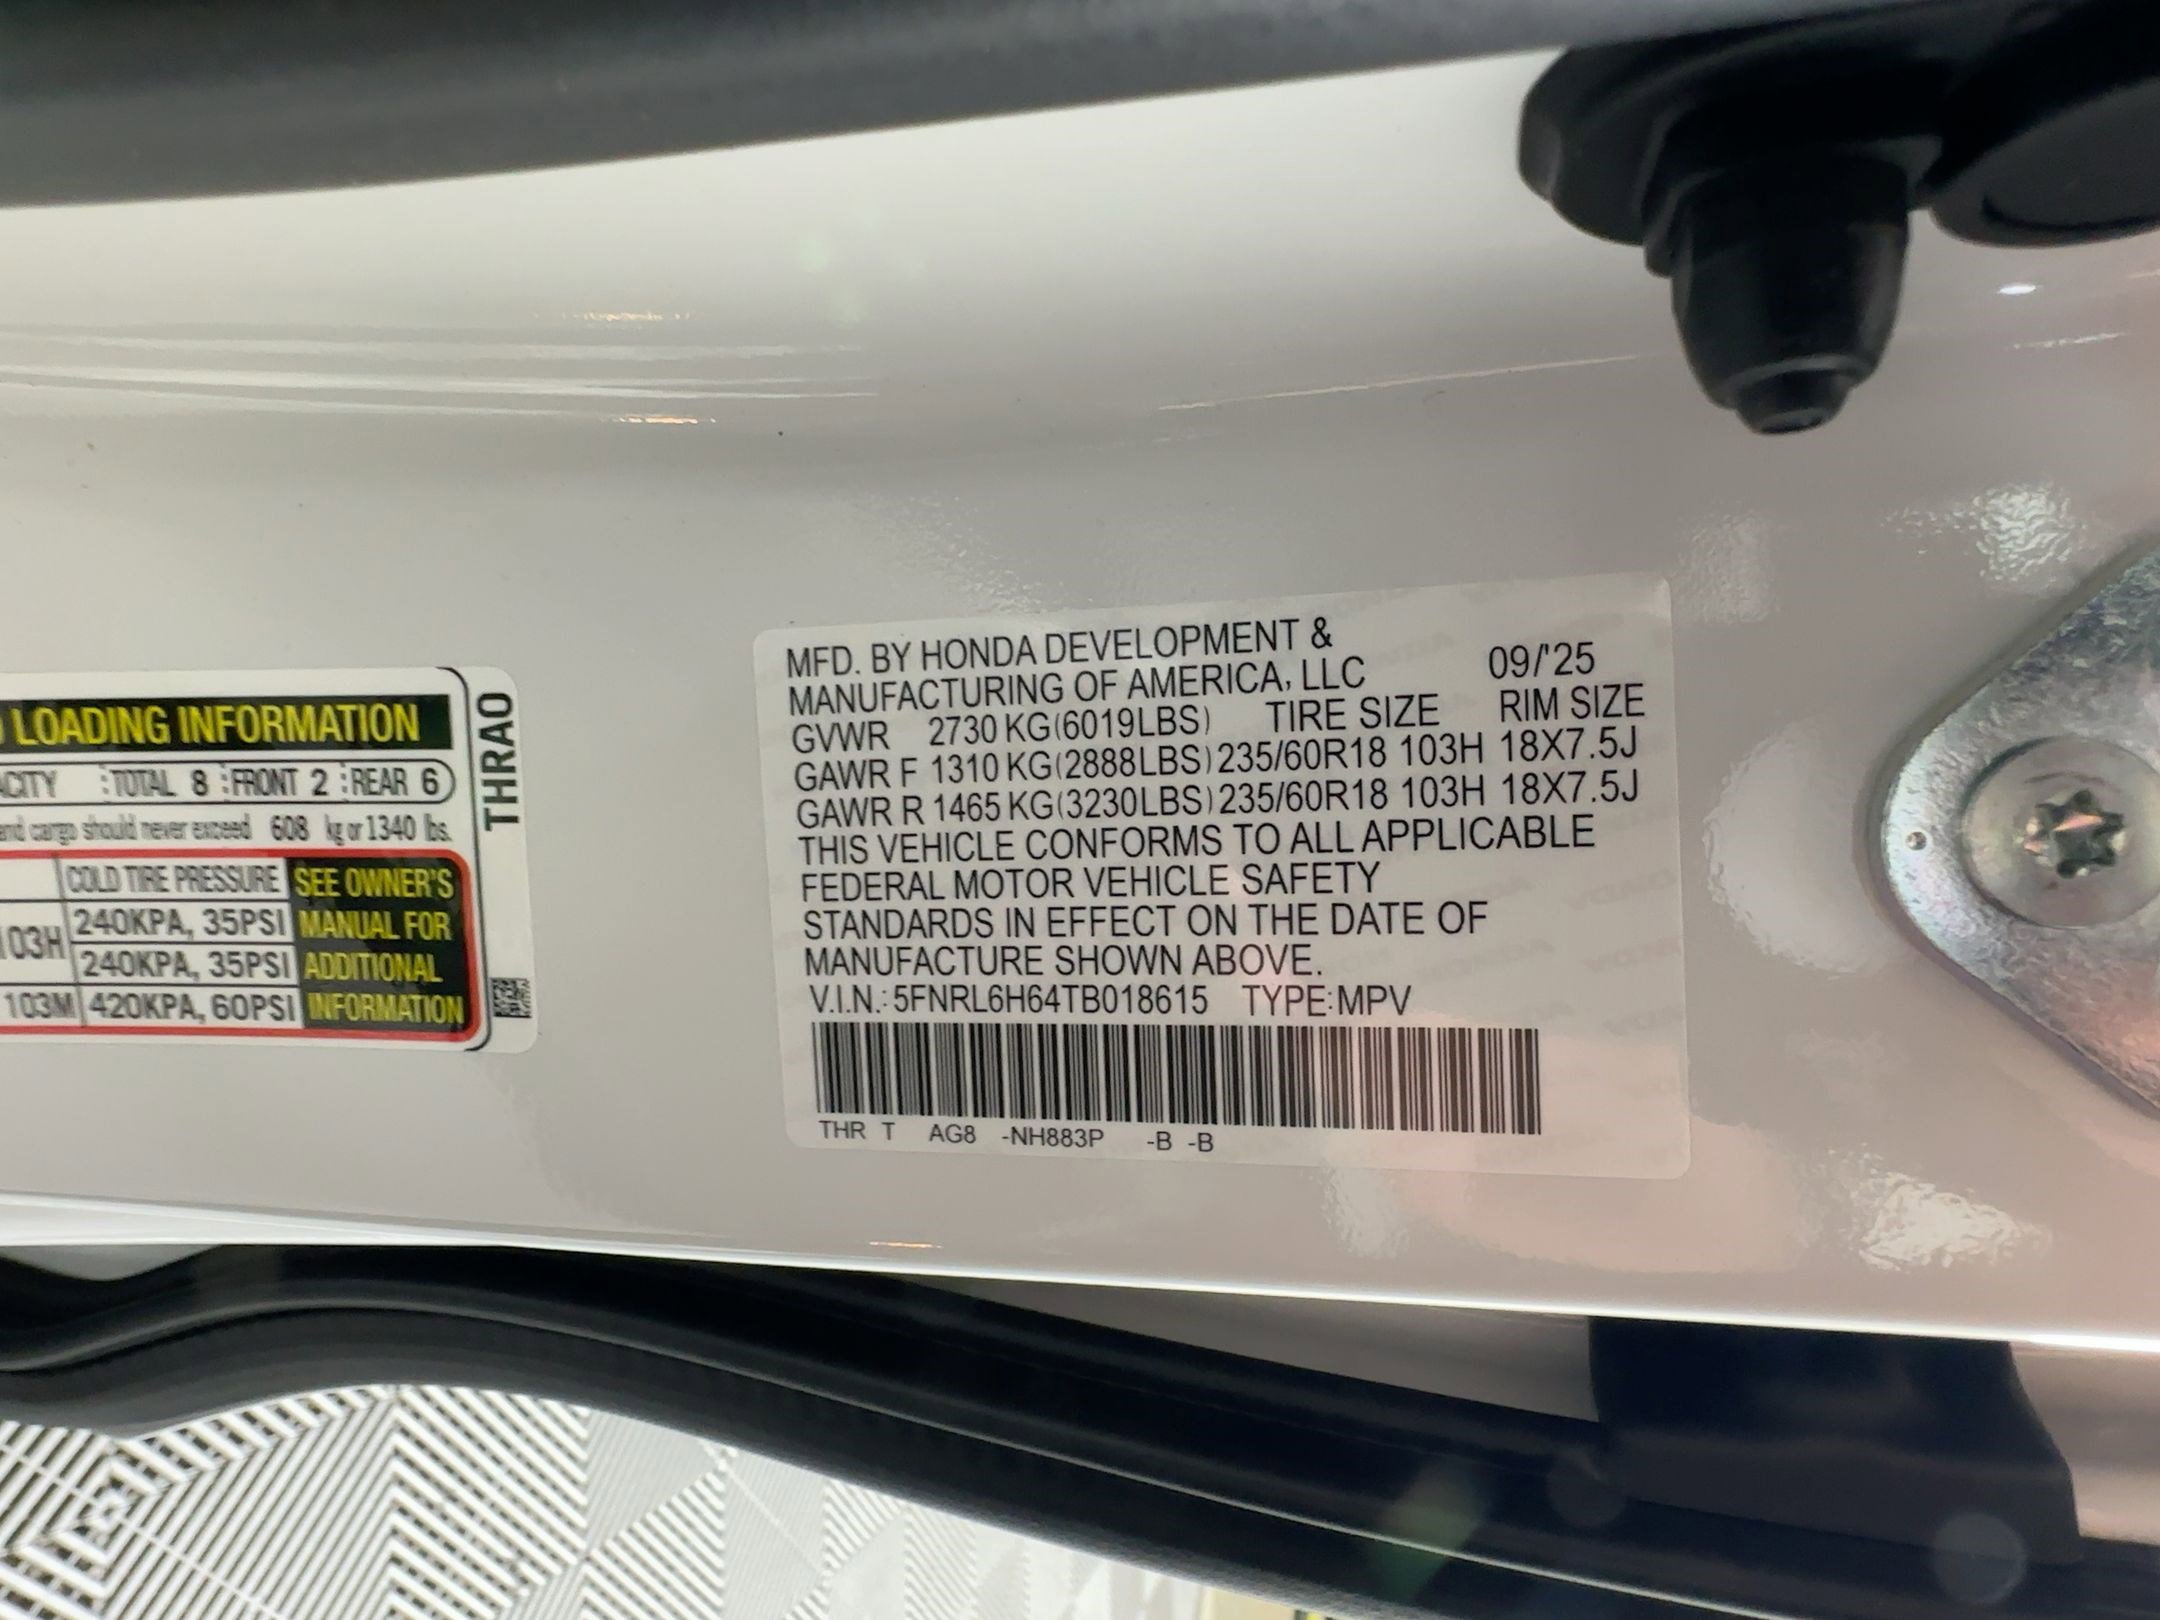 LOADING INFORMATION
TOTAL 8 FRONT 2 REAR 6
and cargo should never exceed 608 kg or 1340 lbs.
COLD TIRE PRESSURE
103H 240KPA, 35PSI
240KPA, 35PSI
103M 420KPA, 60PSI
SEE OWNER'S
MANUAL FOR
ADDITIONAL
INFORMATION
THRAO
MFD. BY HONDA DEVELOPMENT &
MANUFACTURING OF AMERICA, LLC 09/'25
GVWR 2730 KG(6019LBS) TIRE SIZE RIM SIZE
GAWR F 1310 KG(2888LBS) 235/60R18 103H 18X7.5J
GAWR R 1465 KG(3230LBS) 235/60R18 103H 18X7.5J
THIS VEHICLE CONFORMS TO ALL APPLICABLE
FEDERAL MOTOR VEHICLE SAFETY
STANDARDS IN EFFECT ON THE DATE OF
MANUFACTURE SHOWN ABOVE.
V.I.N.: 5FNRL6H64TB018615 TYPE: MPV
THR T AG8 -NH883P -B -B